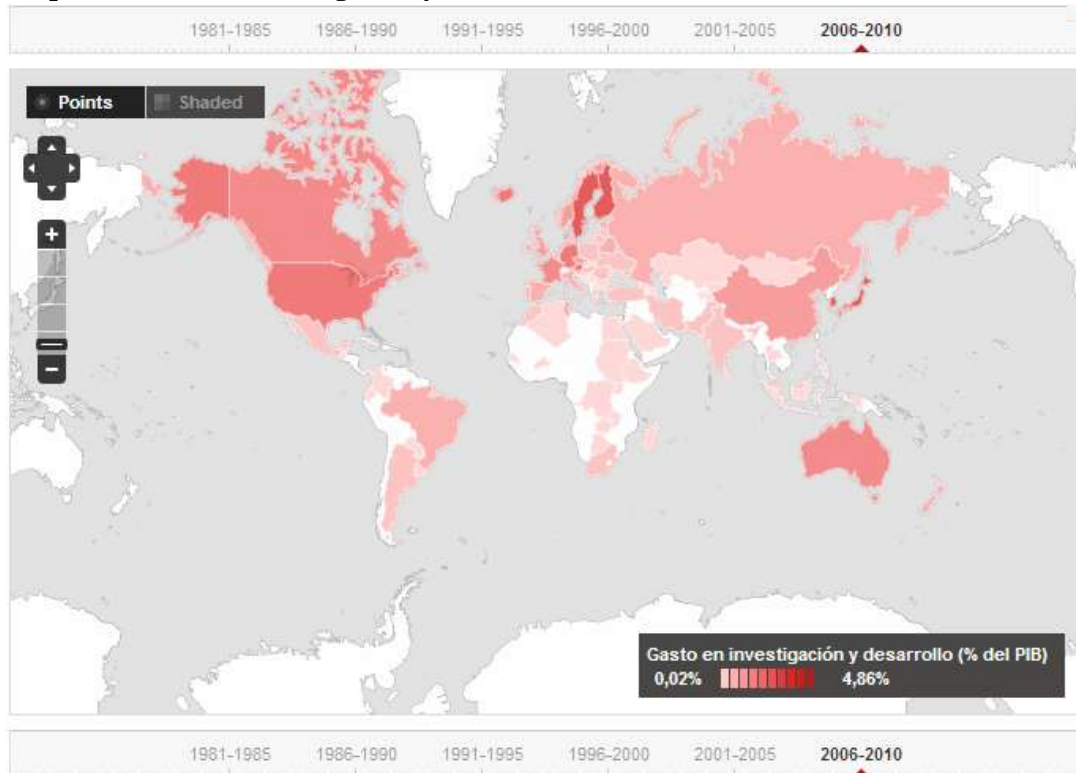 1981-1985 1986-1990 1991-1995 1996-2000 2001-2005 2006-2010
Points Shaded
+
−
Gasto en investigación y desarrollo (% del PIB)
0,02% 4,86%
1981-1985 1986-1990 1991-1995 1996-2000 2001-2005 2006-2010